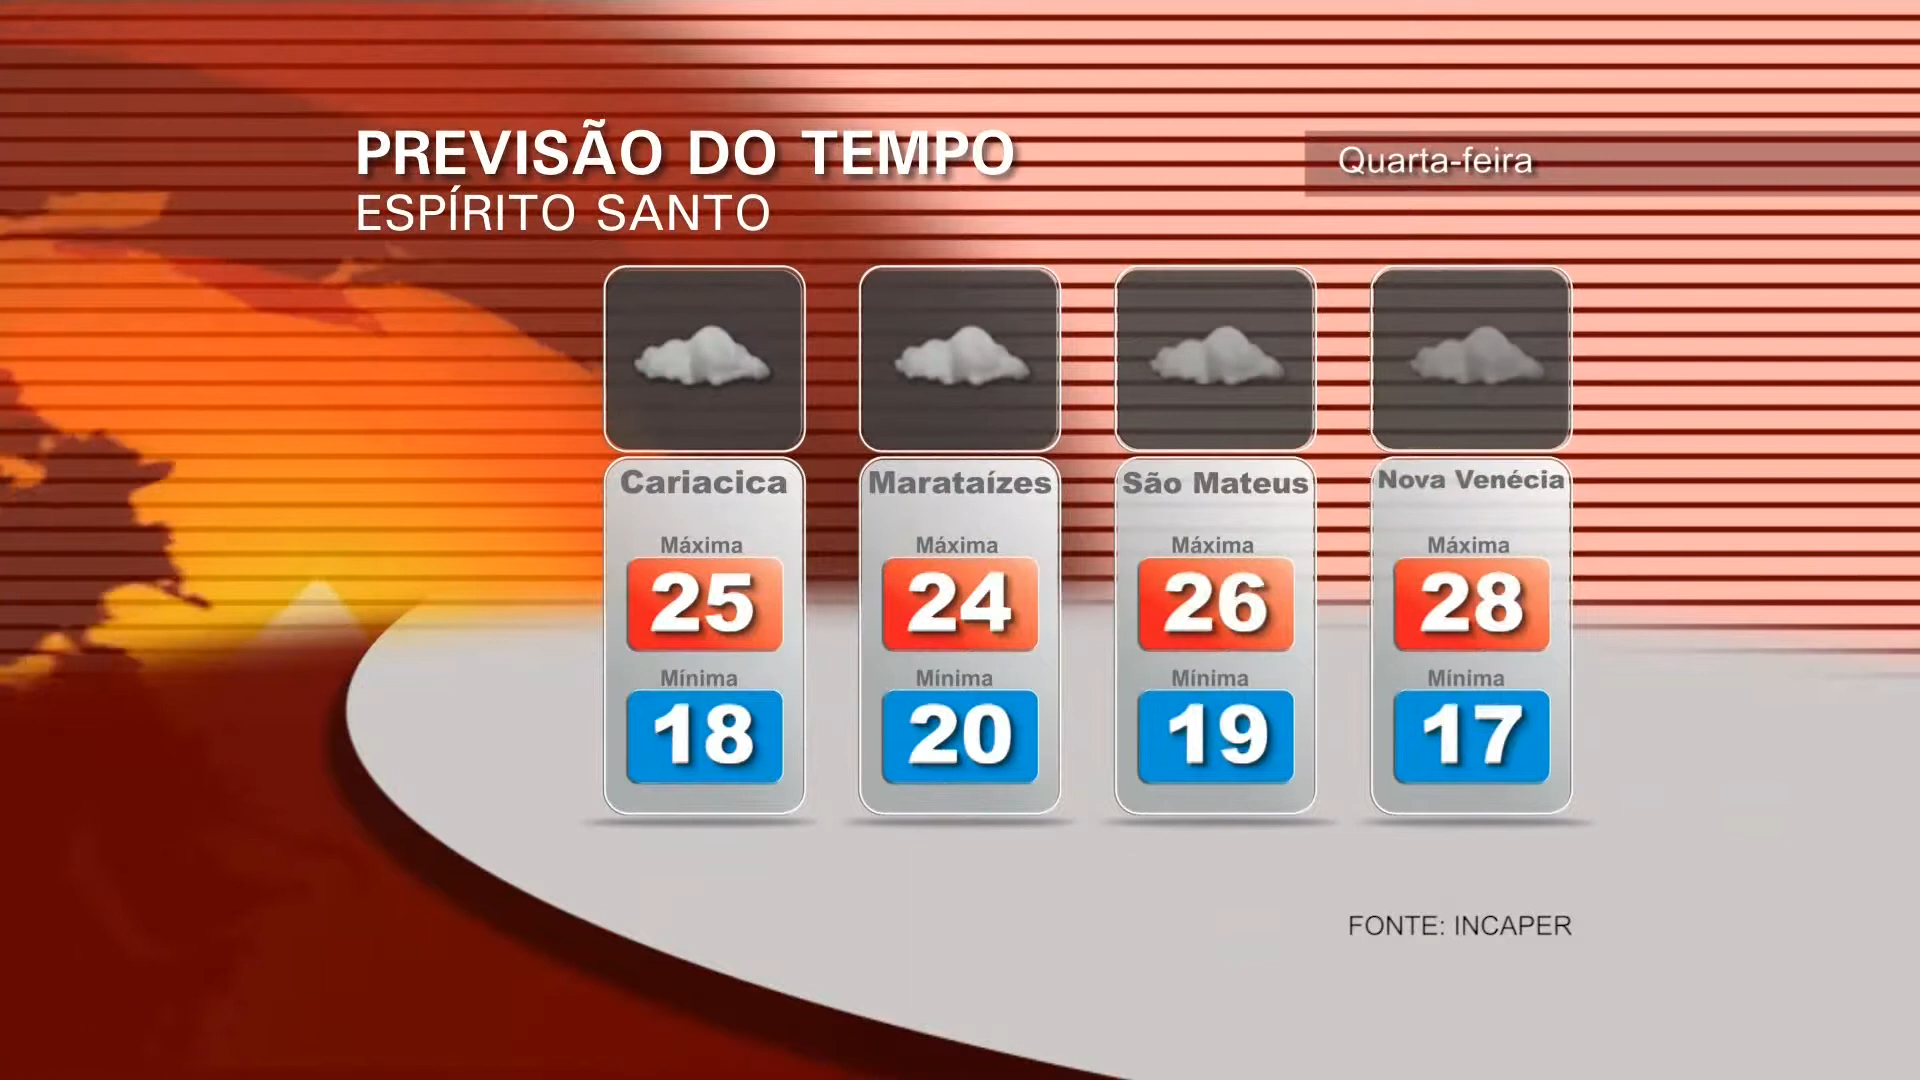 PREVISÃO DO TEMPO
ESPÍRITO SANTO
Quarta-feira
Cariacica
Máxima
25
Mínima
18
Marataízes
Máxima
24
Mínima
20
São Mateus
Máxima
26
Mínima
19
Nova Venécia
Máxima
28
Mínima
17
FONTE: INCAPER